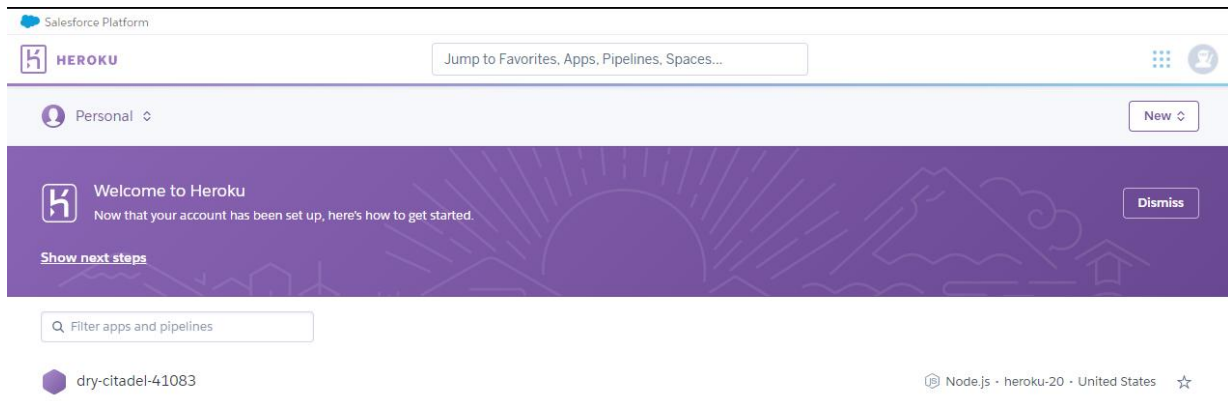 Salesforce Platform
HEROKU
Jump to Favorites, Apps, Pipelines, Spaces...
Personal
New
Welcome to Heroku
Now that your account has been set up, here's how to get started.
Dismiss
Show next steps
Filter apps and pipelines
dry-citadel-41083
Node.js · heroku-20 · United States